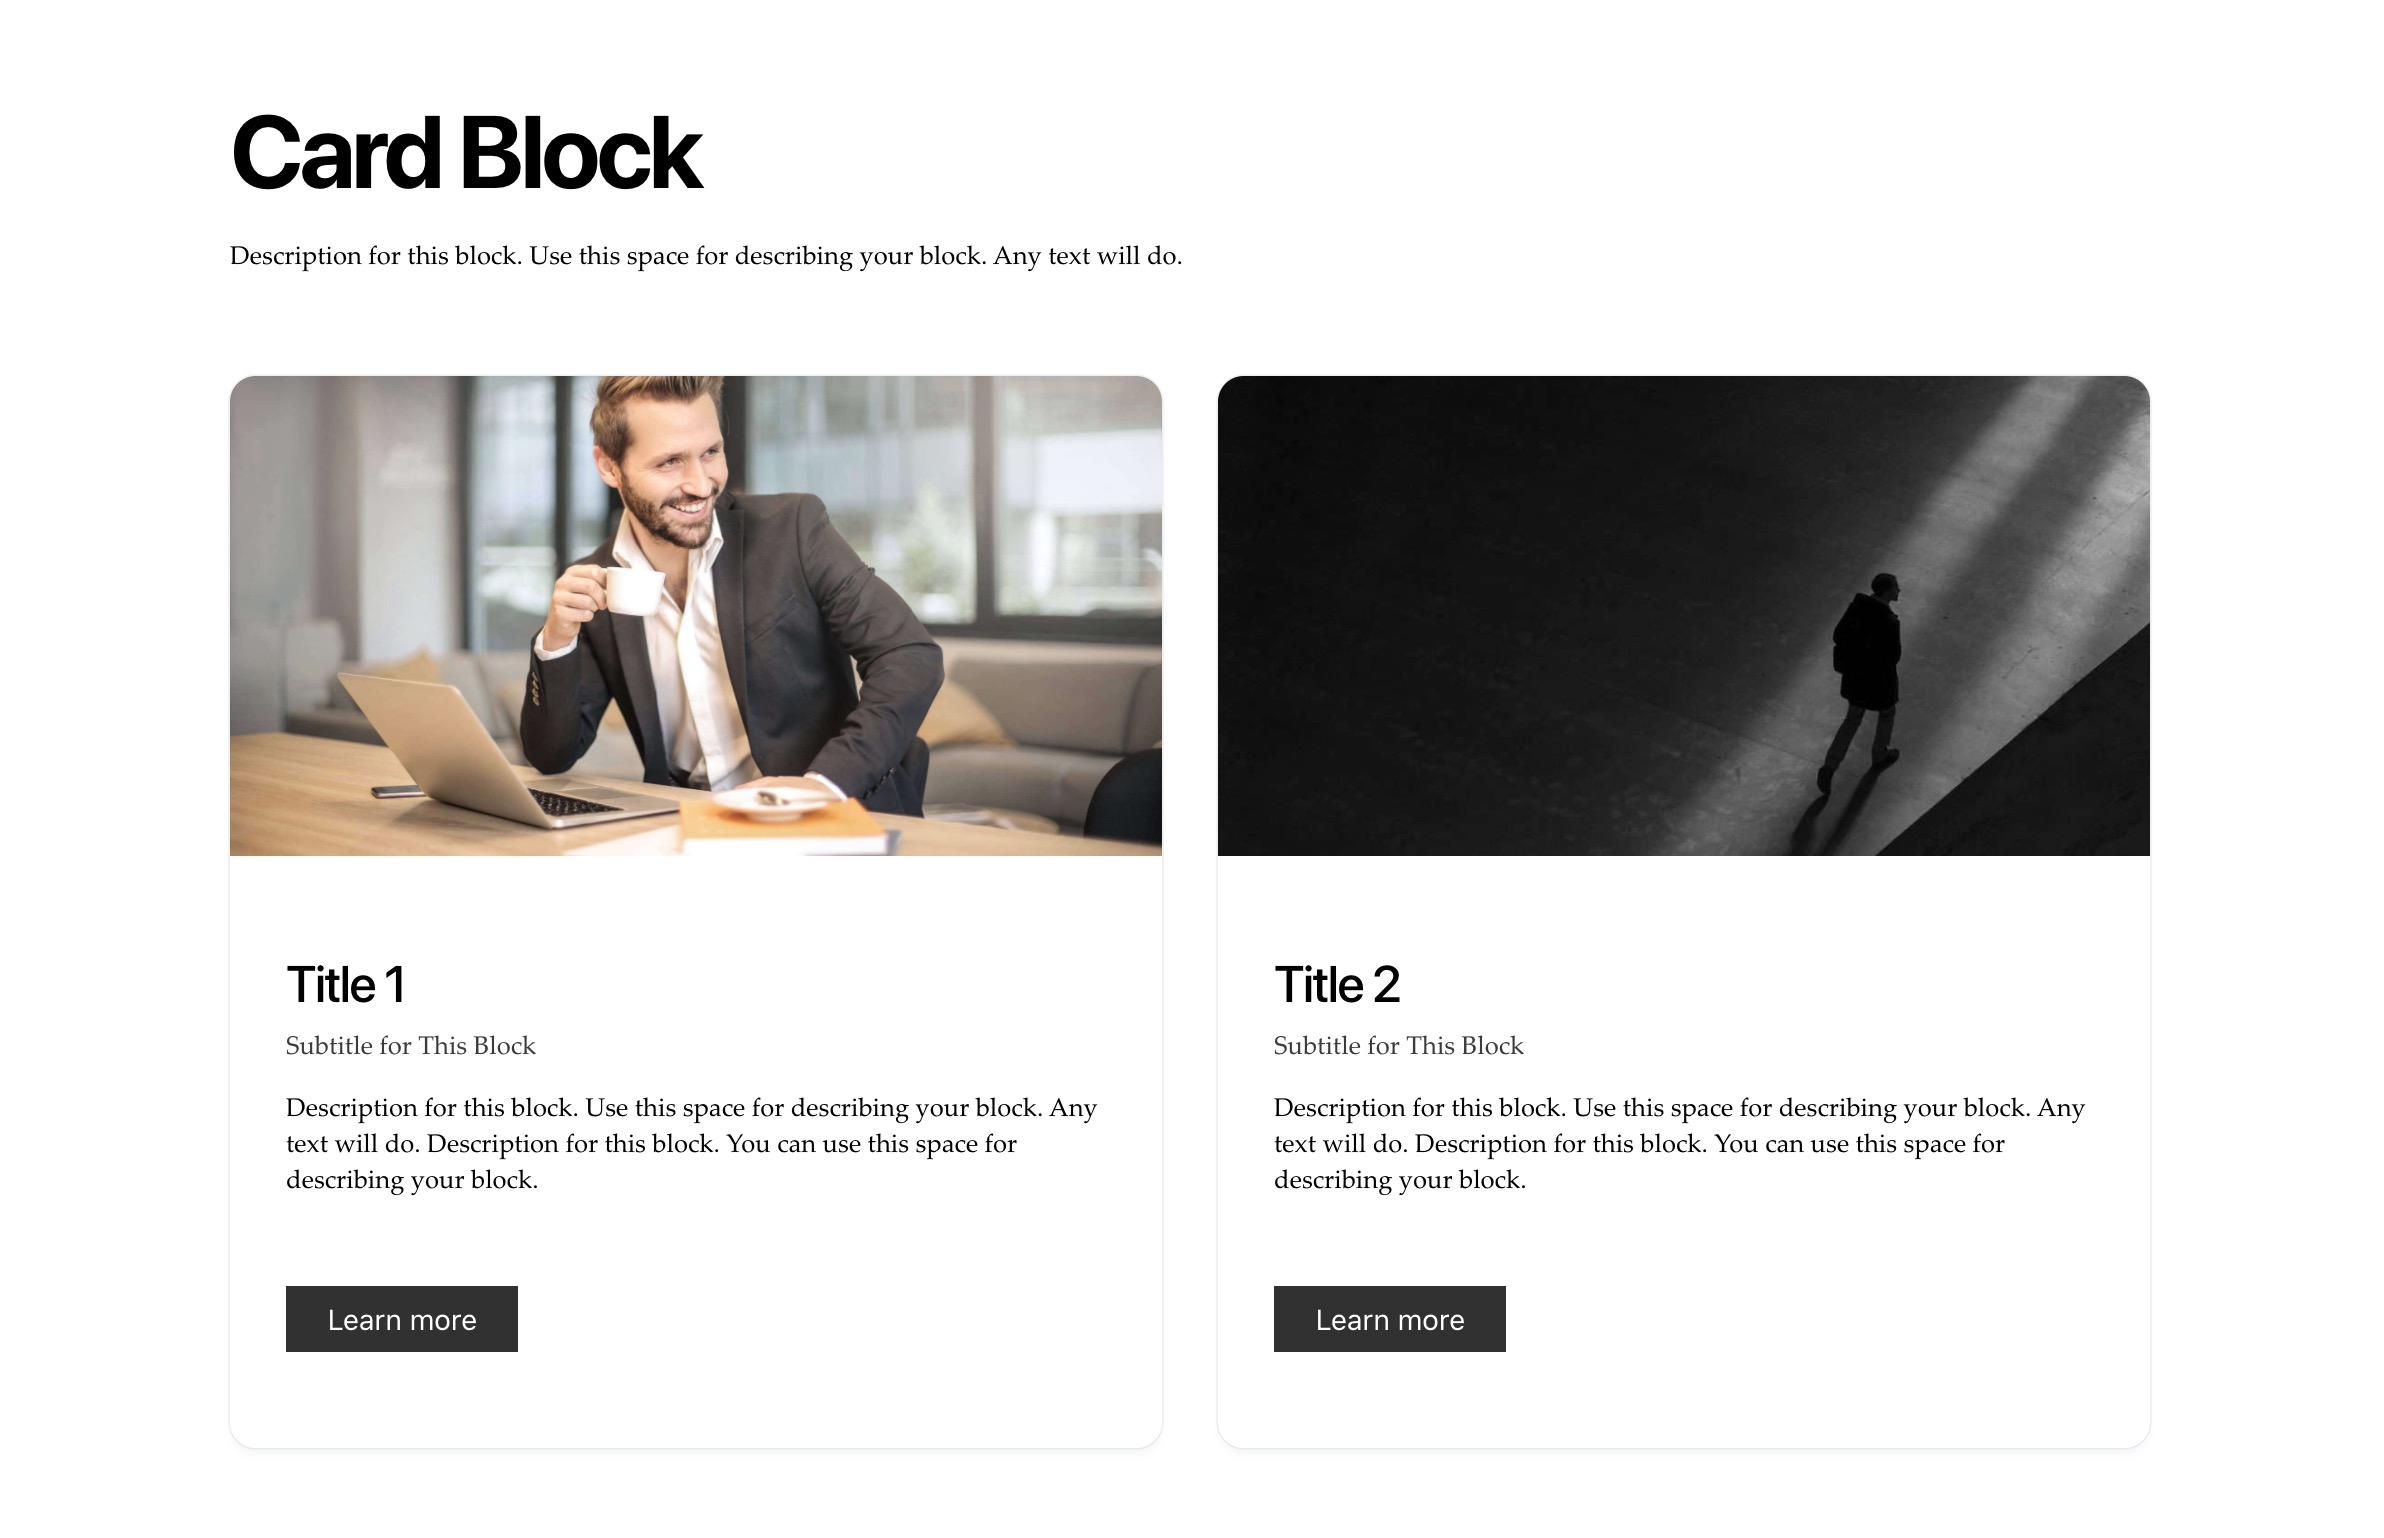 Card Block
Description for this block. Use this space for describing your block. Any text will do.
Title 1
Subtitle for This Block
Description for this block. Use this space for describing your block. Any
text will do. Description for this block. You can use this space for
describing your block.
Learn more
Title 2
Subtitle for This Block
Description for this block. Use this space for describing your block. Any
text will do. Description for this block. You can use this space for
describing your block.
Learn more